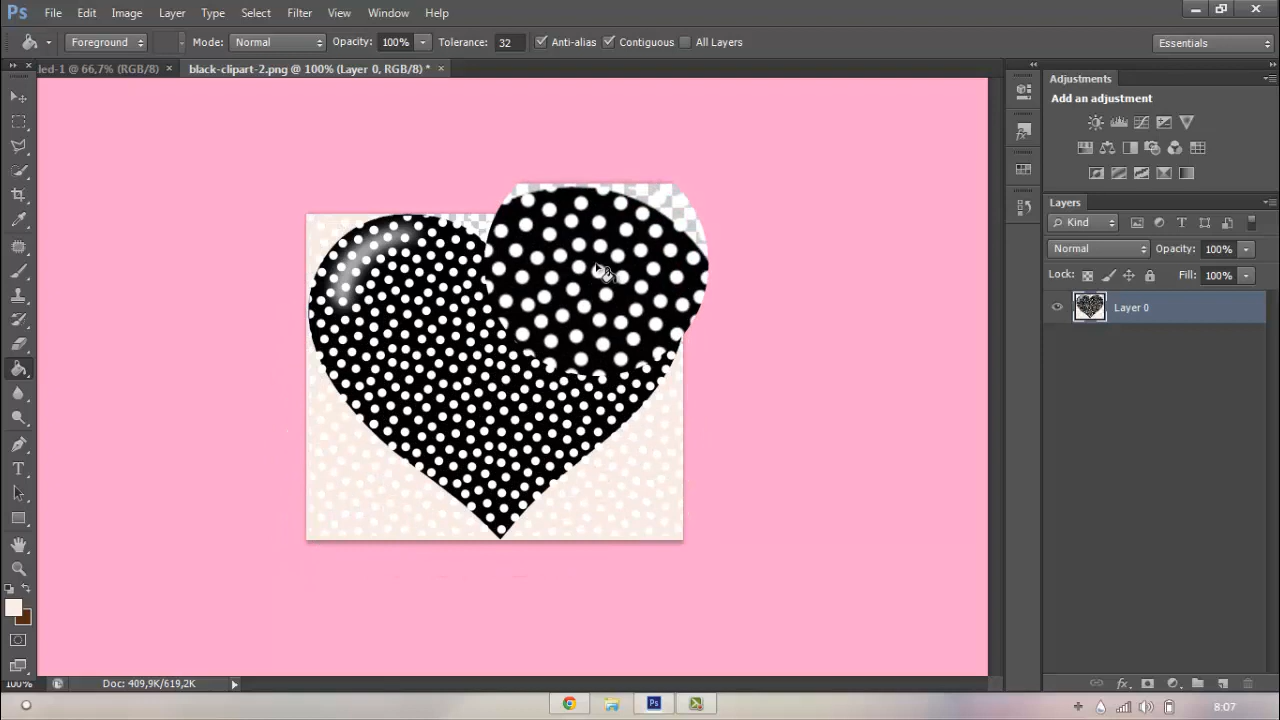 Ps File Edit Image Layer Type Select Filter View Window Help
Foreground Mode: Normal Opacity: 100% Tolerance: 32 Anti-alias Contiguous All Layers Essentials
led-1 @ 66,7% (RGB/8) × black-clipart-2.png @ 100% (Layer 0, RGB/8) * ×
Adjustments
Add an adjustment
Layers
Kind
Normal Opacity: 100%
Lock: Fill: 100%
Layer 0
T
100% Doc: 409,9K/619,2K
Ps
8:07